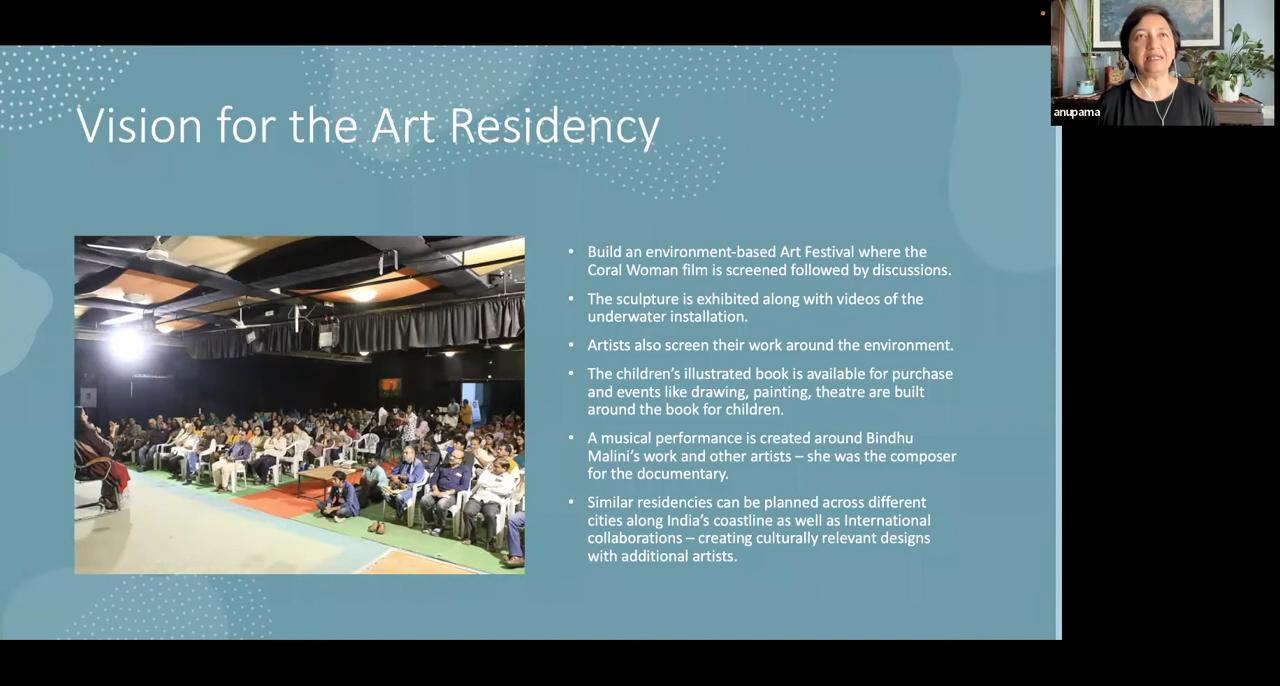 Vision for the Art Residency
anupama
• Build an environment-based Art Festival where the
Coral Woman film is screened followed by discussions.
• The sculpture is exhibited along with videos of the
underwater installation.
• Artists also screen their work around the environment.
• The children’s illustrated book is available for purchase
and events like drawing, painting, theatre are built
around the book for children.
• A musical performance is created around Bindhu
Malini’s work and other artists – she was the composer
for the documentary.
• Similar residencies can be planned across different
cities along India’s coastline as well as International
collaborations – creating culturally relevant designs
with additional artists.